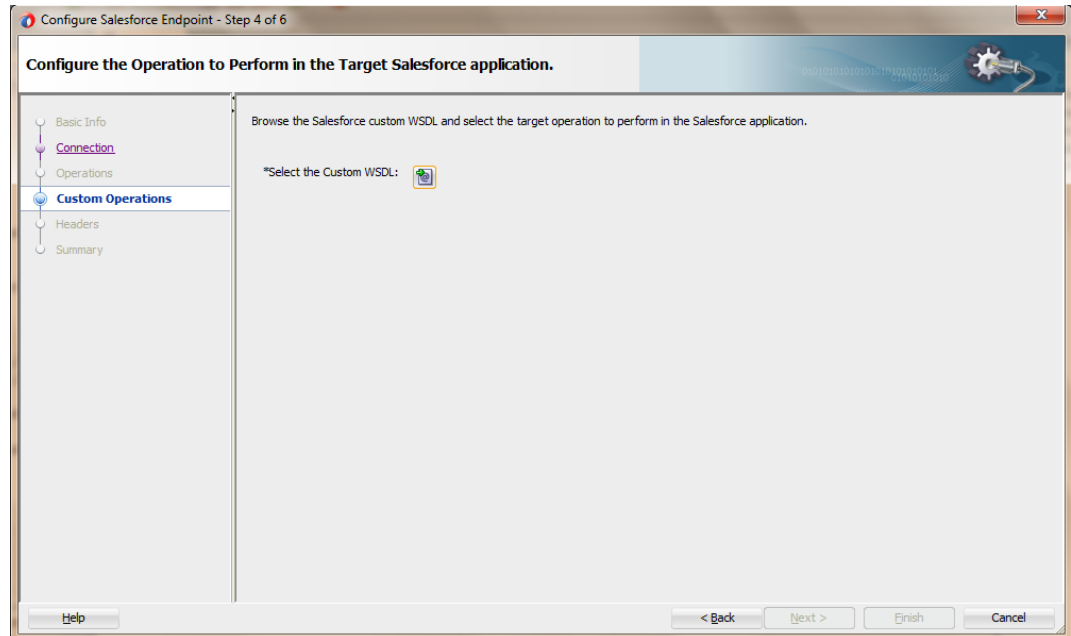 Configure Salesforce Endpoint - Step 4 of 6
Configure the Operation to Perform in the Target Salesforce application.
Basic Info
Connection
Operations
Custom Operations
Headers
Summary
Browse the Salesforce custom WSDL and select the target operation to perform in the Salesforce application.
*Select the Custom WSDL:
Help
< Back
Next >
Finish
Cancel